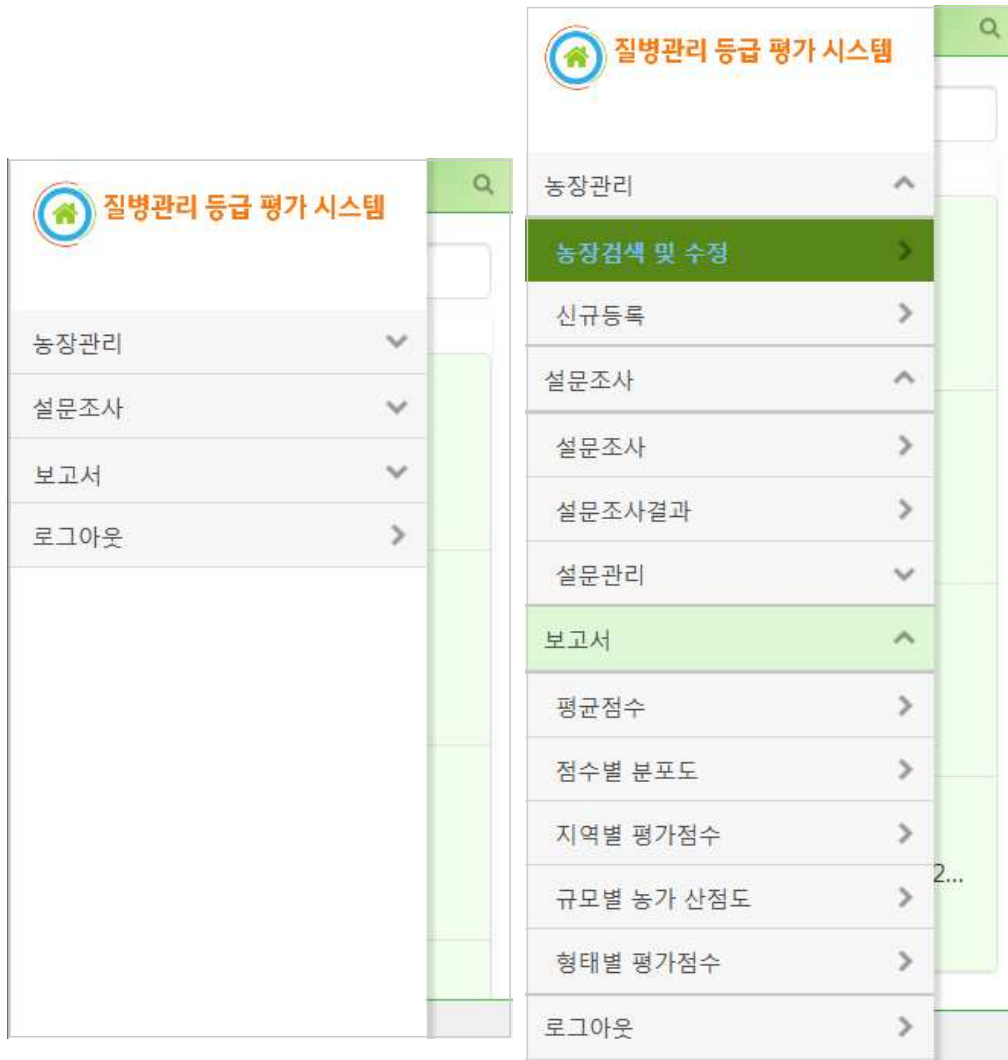 질병관리 등급 평가 시스템
농장관리
설문조사
보고서
로그아웃
질병관리 등급 평가 시스템
농장관리
농장검색 및 수정
신규등록
설문조사
설문조사
설문조사결과
설문관리
보고서
평균점수
점수별 분포도
지역별 평가점수
2...
규모별 농가 산점도
형태별 평가점수
로그아웃